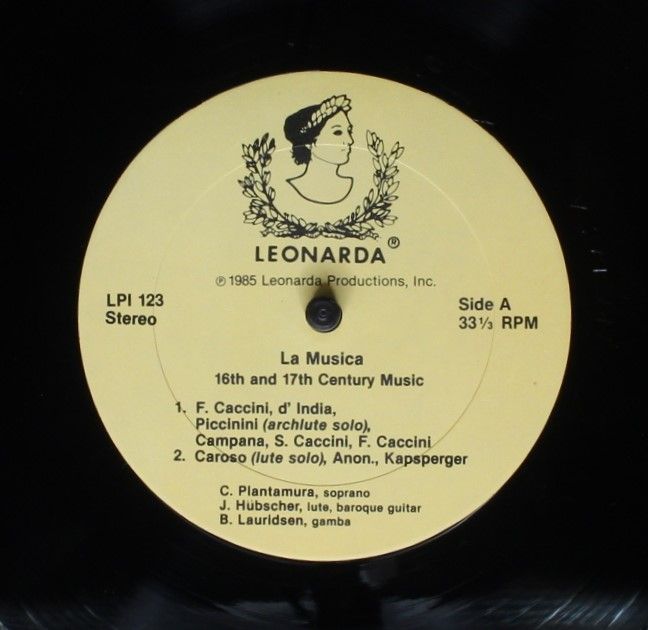 LEONARDA®
℗ 1985 Leonarda Productions, Inc.
LPI 123
Stereo
Side A
33 1/3 RPM
La Musica
16th and 17th Century Music
1. F. Caccini, d' India,
Piccinini (archlute solo),
Campana, S. Caccini, F. Caccini
2. Caroso (lute solo), Anon., Kapsperger
C. Plantamura, soprano
J. Hübscher, lute, baroque guitar
B. Lauridsen, gamba